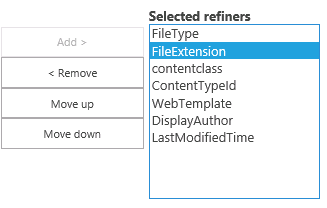 Selected refiners
Add >
< Remove
Move up
Move down
FileType
FileExtension
contentclass
ContentTypeId
WebTemplate
DisplayAuthor
LastModifiedTime